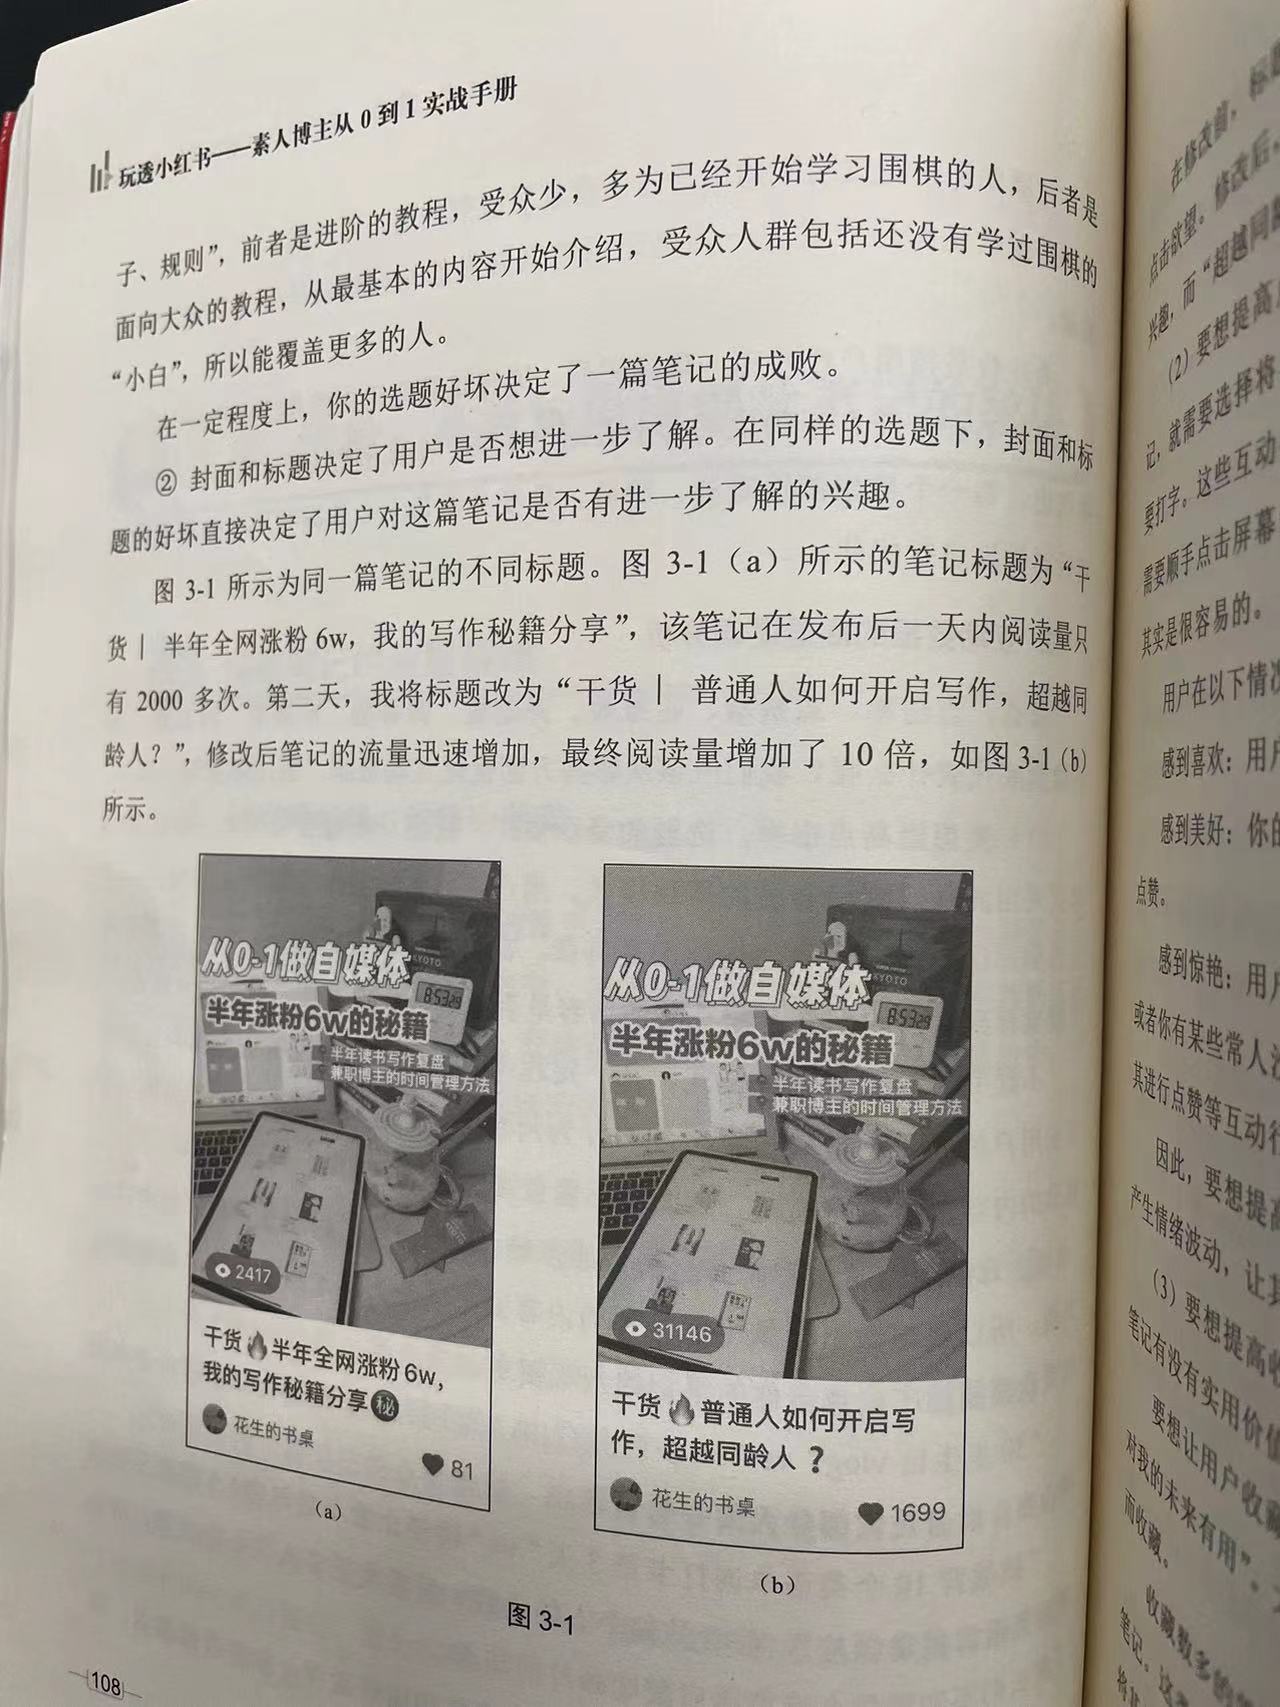 玩透小红书——素人博主从0到1实战手册
子、规则”，前者是进阶的教程，受众少，多为已经开始学习围棋的人，后者是
面向大众的教程，从最基本的内容开始介绍，受众人群包括还没有学过围棋的
“小白”，所以能覆盖更多的人。
在一定程度上，你的选题好坏决定了一篇笔记的成败。
② 封面和标题决定了用户是否想进一步了解。在同样的选题下，封面和标
题的好坏直接决定了用户对这篇笔记是否有进一步了解的兴趣。
图 3-1 所示为同一篇笔记的不同标题。图 3-1（a）所示的笔记标题为“干
货｜ 半年全网涨粉 6w，我的写作秘籍分享”，该笔记在发布后一天内阅读量只
有 2000 多次。第二天，我将标题改为“干货｜ 普通人如何开启写作，超越同
龄人？”，修改后笔记的流量迅速增加，最终阅读量增加了 10 倍，如图 3-1（b）
所示。
KYOTO
从0-1做自媒体
8:53:29
半年涨粉6w的秘籍
半年读书写作复盘
兼职博主的时间管理方法
2417
干货🔥半年全网涨粉6w，
我的写作秘籍分享㊙
花生的书桌
81
（a）
KYOTO
从0-1做自媒体
8:53:29
半年涨粉6w的秘籍
半年读书写作复盘
兼职博主的时间管理方法
31146
干货🔥普通人如何开启写
作，超越同龄人？
花生的书桌
1699
（b）
图 3-1
108
在修改前，
点击欲望。修改后，
兴趣，而“超越同
（2）要想提高
记，就需要选择将
要打字。这些互动
需要顺手点击屏幕
其实是很容易的。
用户在以下情况
感到喜欢：用户
感到美好：你的
点赞。
感到惊艳：用户
或者你有某些常人没
其进行点赞等互动行
因此，要想提高
产生情绪波动，让其
（3）要想提高收
笔记有没有实用价值
要想让用户收藏
对我的未来有用”，
而收藏。
收藏数多的
笔记。这